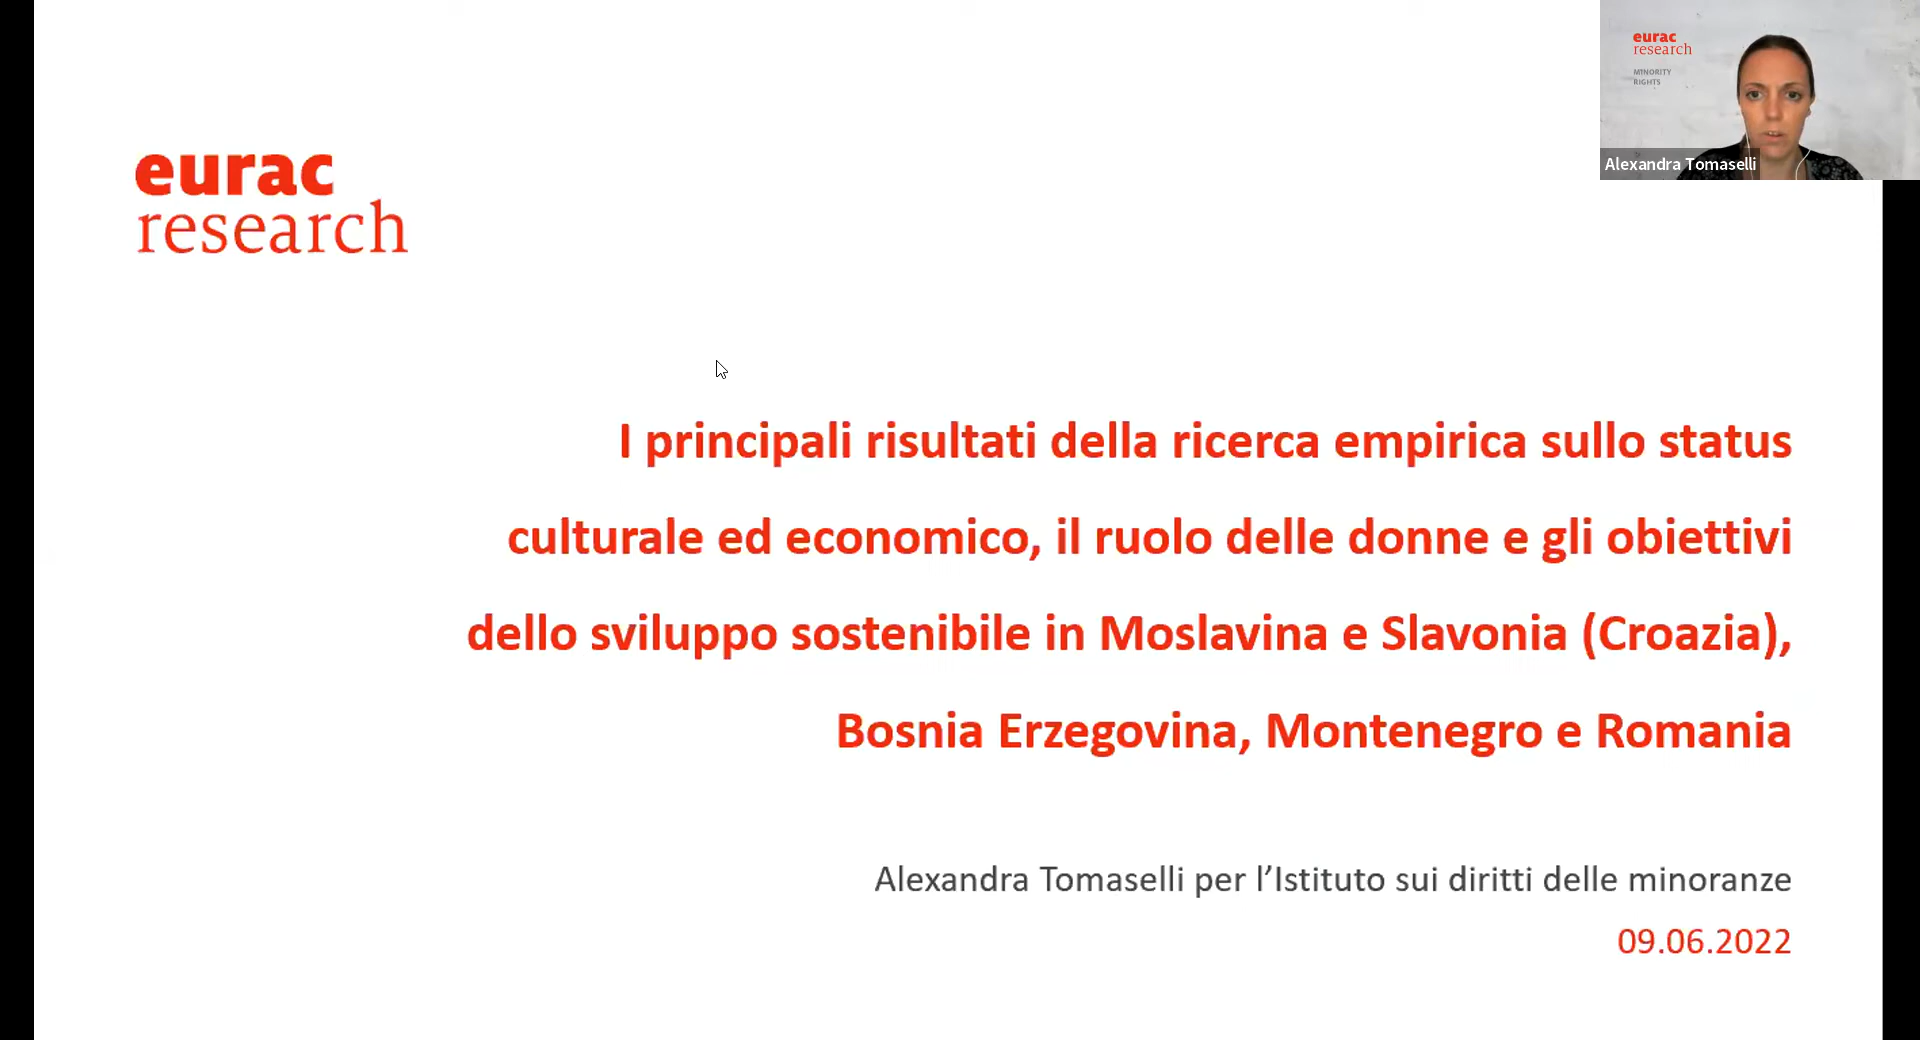 eurac
research
MINORITY
RIGHTS
Alexandra Tomaselli
eurac
research
I principali risultati della ricerca empirica sullo status
culturale ed economico, il ruolo delle donne e gli obiettivi
dello sviluppo sostenibile in Moslavina e Slavonia (Croazia),
Bosnia Erzegovina, Montenegro e Romania
Alexandra Tomaselli per l’Istituto sui diritti delle minoranze
09.06.2022